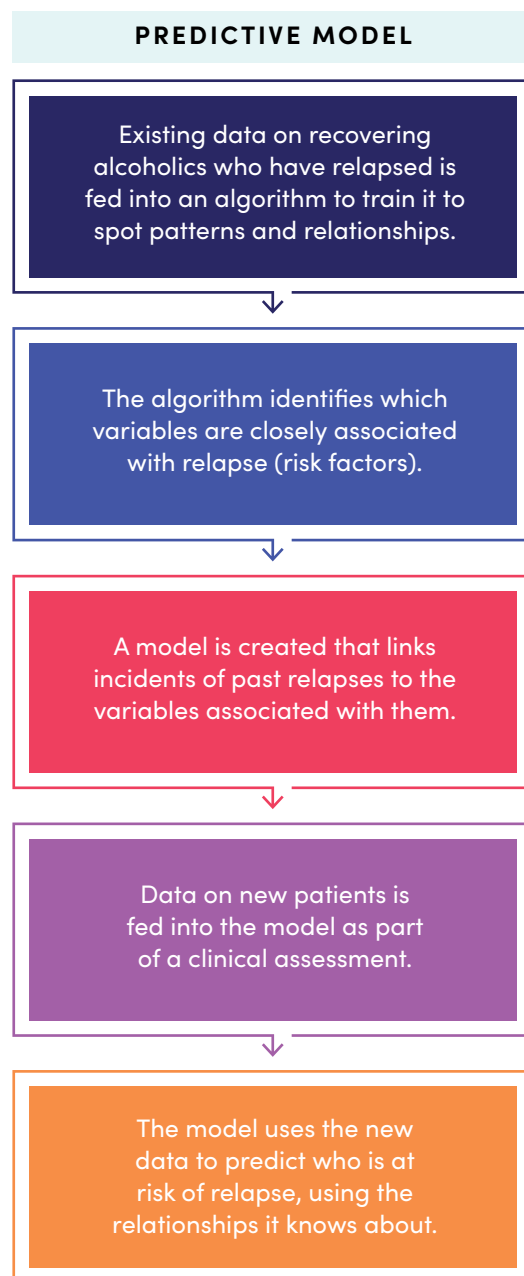 PREDICTIVE MODEL
Existing data on recovering
alcoholics who have relapsed is
fed into an algorithm to train it to
spot patterns and relationships.
The algorithm identifies which
variables are closely associated
with relapse (risk factors).
A model is created that links
incidents of past relapses to the
variables associated with them.
Data on new patients is
fed into the model as part
of a clinical assessment.
The model uses the new
data to predict who is at
risk of relapse, using the
relationships it knows about.